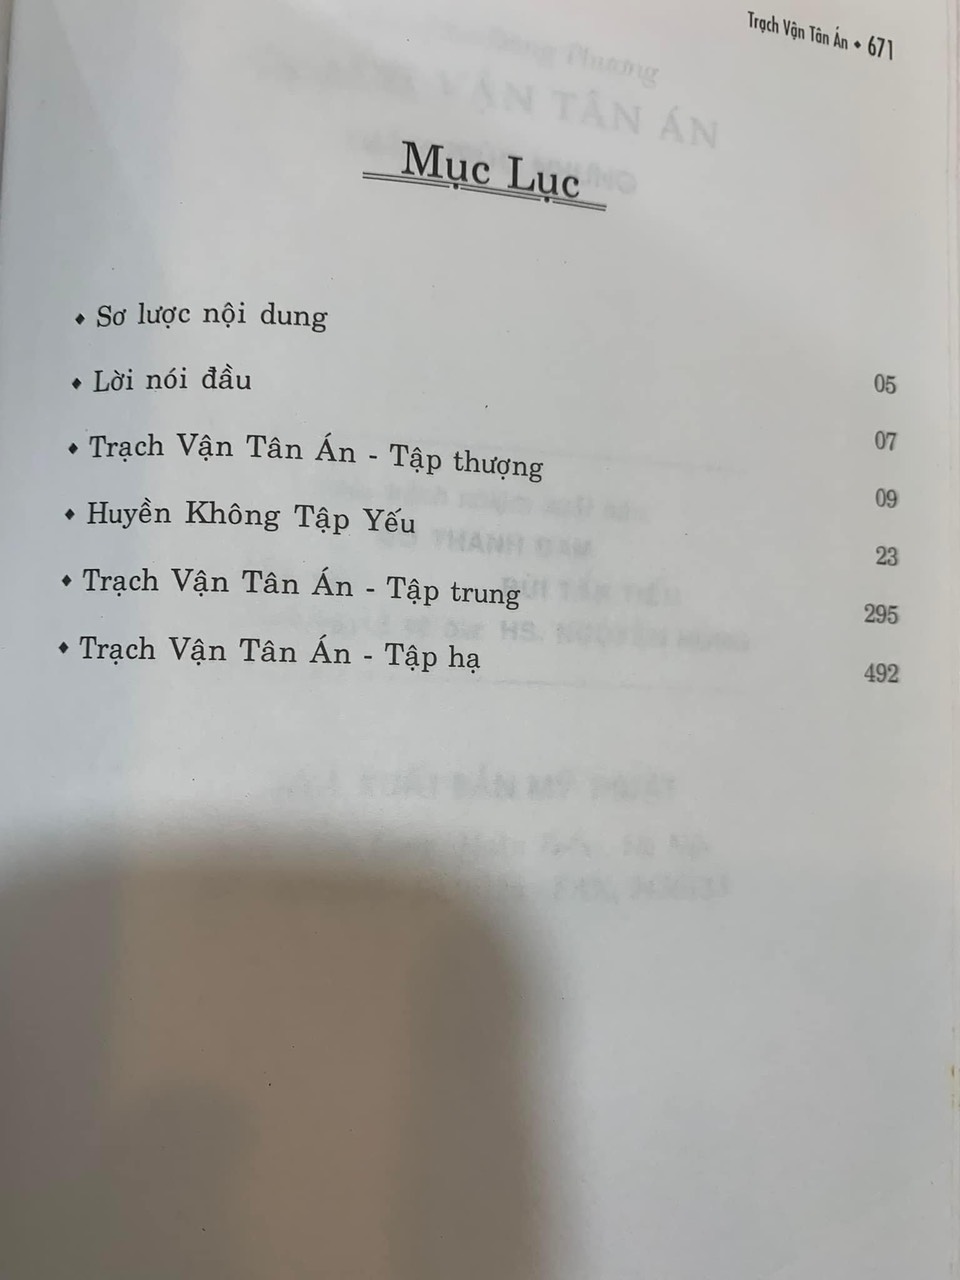 Trạch Vận Tân Án • 671
Mục Lục
♦ Sơ lược nội dung
♦ Lời nói đầu 05
♦ Trạch Vận Tân Án - Tập thượng 07
♦ Huyền Không Tập Yếu 09
♦ Trạch Vận Tân Án - Tập trung 23
♦ Trạch Vận Tân Án - Tập hạ 295
492